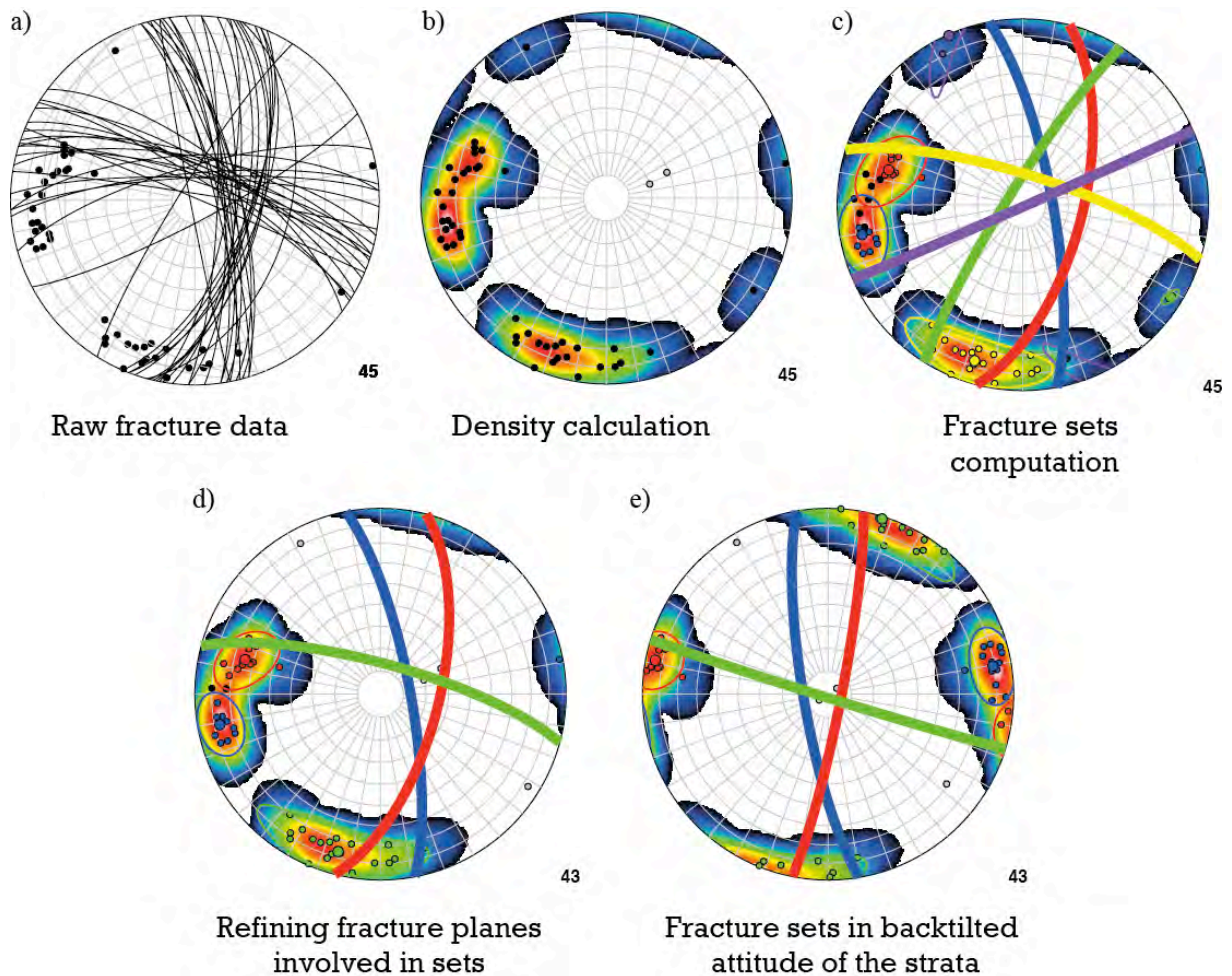 a)
b)
c)
45
45
45
Raw fracture data
Density calculation
Fracture sets
computation
d)
e)
43
43
Refining fracture planes
involved in sets
Fracture sets in backtilted
attitude of the strata